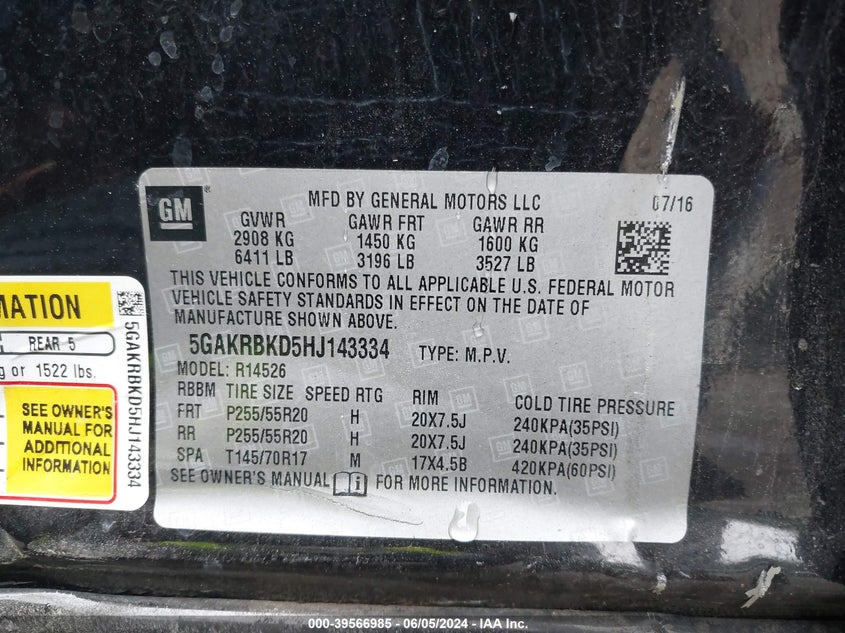 GM
®
MFD BY GENERAL MOTORS LLC
07/16
GVWR GAWR FRT GAWR RR
2908 KG 1450 KG 1600 KG
6411 LB 3196 LB 3527 LB
THIS VEHICLE CONFORMS TO ALL APPLICABLE U.S. FEDERAL MOTOR
VEHICLE SAFETY STANDARDS IN EFFECT ON THE DATE OF
MANUFACTURE SHOWN ABOVE.
5GAKRBKD5HJ143334 TYPE: M.P.V.
MODEL: R14526
RBBM TIRE SIZE SPEED RTG RIM COLD TIRE PRESSURE
FRT P255/55R20 H 20X7.5J 240KPA(35PSI)
RR P255/55R20 H 20X7.5J 240KPA(35PSI)
SPA T145/70R17 M 17X4.5B 420KPA(60PSI)
SEE OWNER'S MANUAL i FOR MORE INFORMATION.
MATION
REAR 5
or 1522 lbs.
SEE OWNER'S
MANUAL FOR
ADDITIONAL
INFORMATION
5GAKRBKD5HJ143334
000-39566985 - 06/05/2024 - IAA Inc.